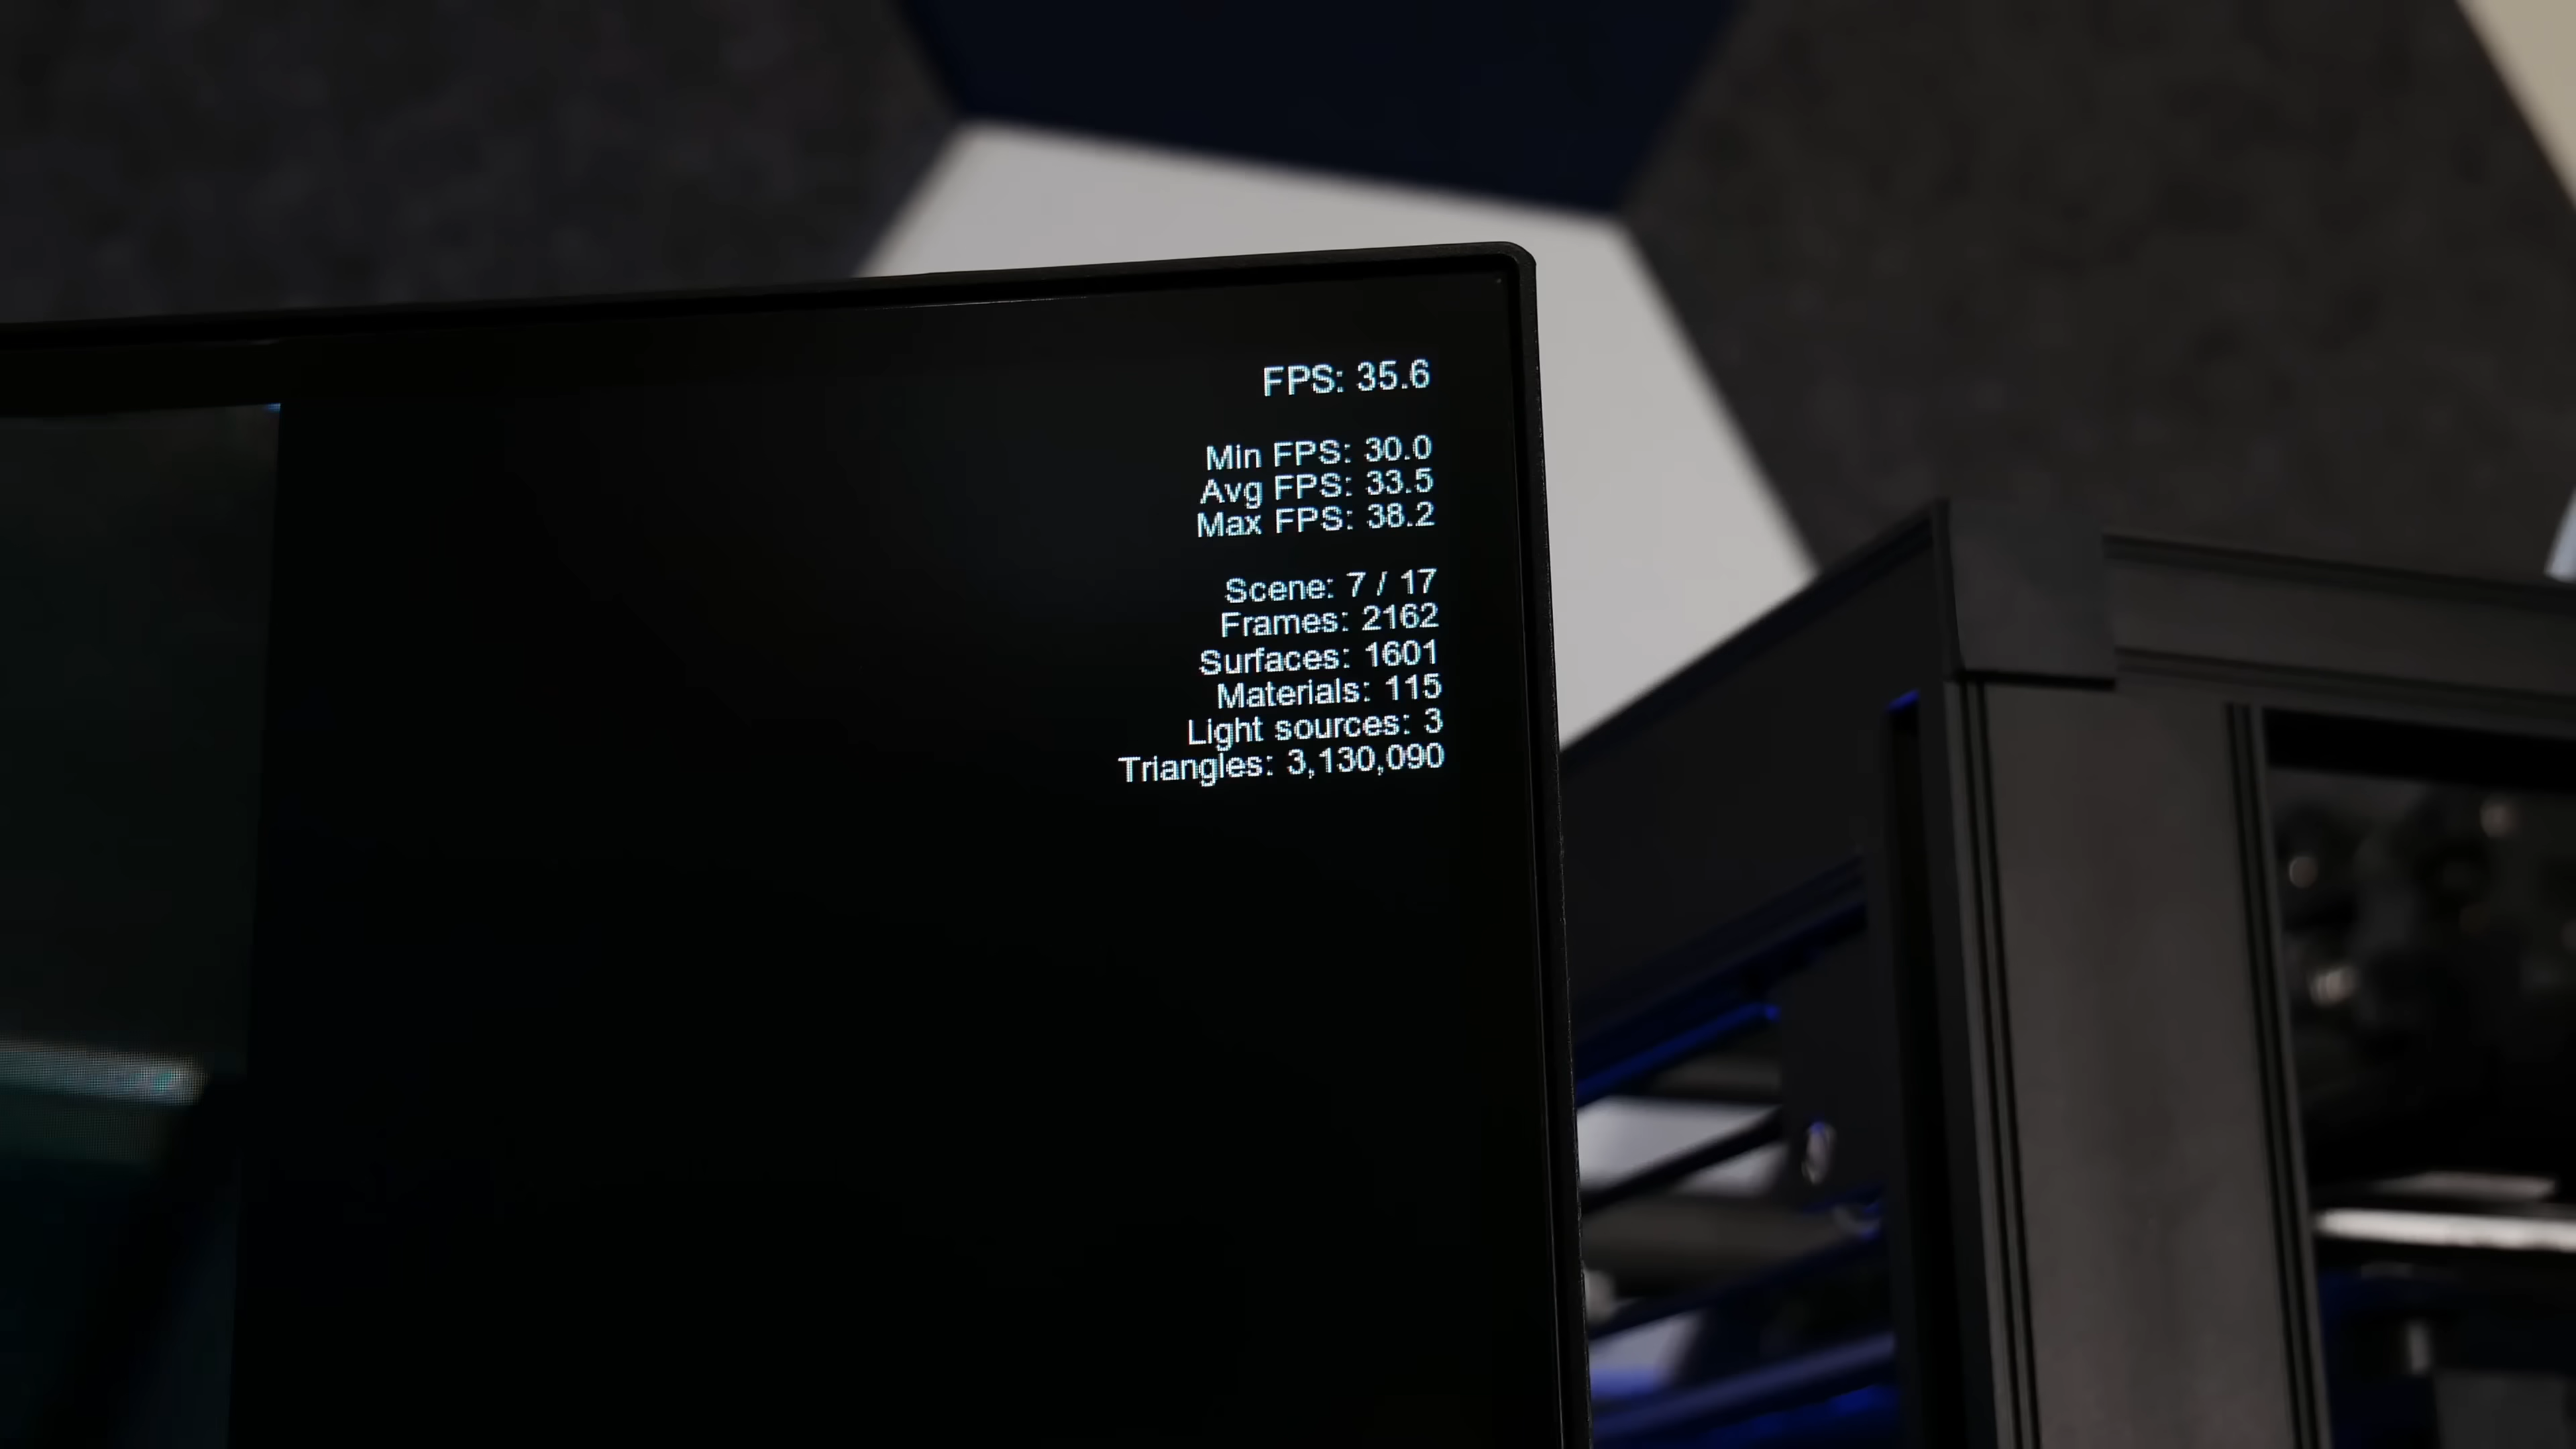 FPS: 35.6
Min FPS: 30.0
Avg FPS: 33.5
Max FPS: 38.2
Scene: 7 / 17
Frames: 2162
Surfaces: 1601
Materials: 115
Light sources: 3
Triangles: 3,130,090